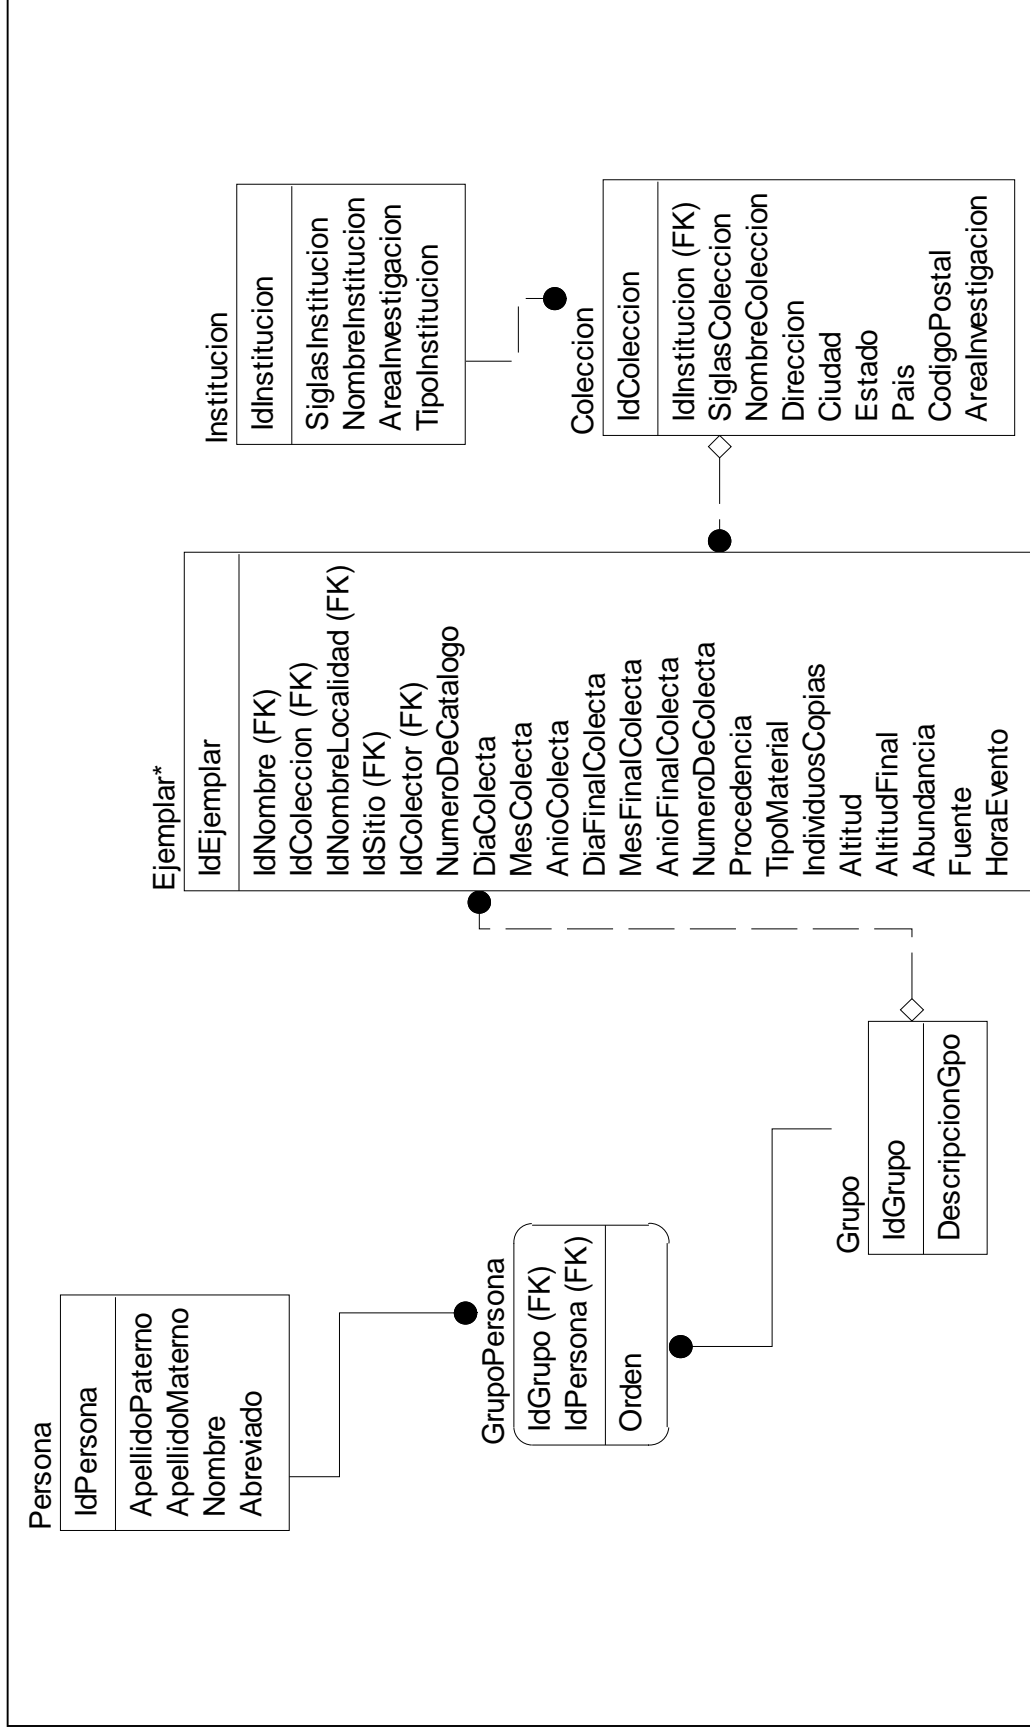 Persona
IdPersona
ApellidoPaterno
ApellidoMaterno
Nombre
Abreviado
GrupoPersona
IdGrupo (FK)
IdPersona (FK)
Orden
Grupo
IdGrupo
DescripcionGpo
Ejemplar*
IdEjemplar
IdNombre (FK)
IdColeccion (FK)
IdNombreLocalidad (FK)
IdSitio (FK)
IdColector (FK)
NumeroDeCatalogo
DiaColecta
MesColecta
AnioColecta
DiaFinalColecta
MesFinalColecta
AnioFinalColecta
NumeroDeColecta
Procedencia
TipoMaterial
IndividuosCopias
Altitud
AltitudFinal
Abundancia
Fuente
HoraEvento
Institucion
IdInstitucion
SiglasInstitucion
NombreInstitucion
AreaInvestigacion
TipoInstitucion
Coleccion
IdColeccion
IdInstitucion (FK)
SiglasColeccion
NombreColeccion
Direccion
Ciudad
Estado
Pais
CodigoPostal
AreaInvestigacion